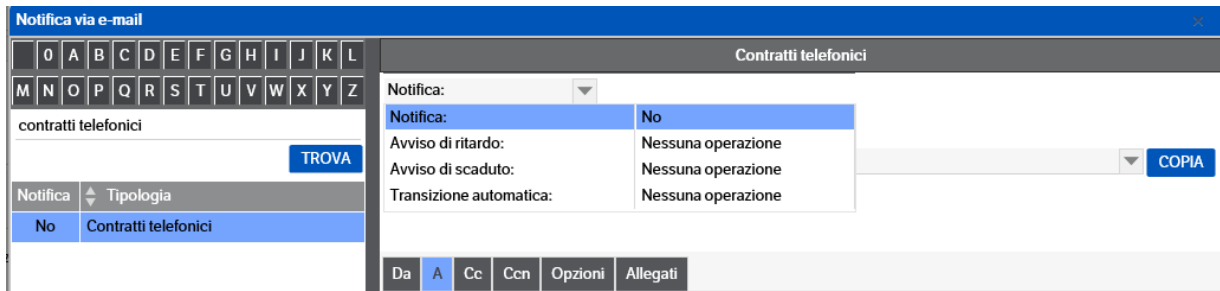 Notifica via e-mail
×
0 A B C D E F G H I J K L
M N O P Q R S T U V W X Y Z
contratti telefonici
TROVA
Notifica Tipologia
No Contratti telefonici
Contratti telefonici
Notifica:
Notifica: No
Avviso di ritardo: Nessuna operazione
Avviso di scaduto: Nessuna operazione
Transizione automatica: Nessuna operazione
COPIA
Da A Cc Ccn Opzioni Allegati